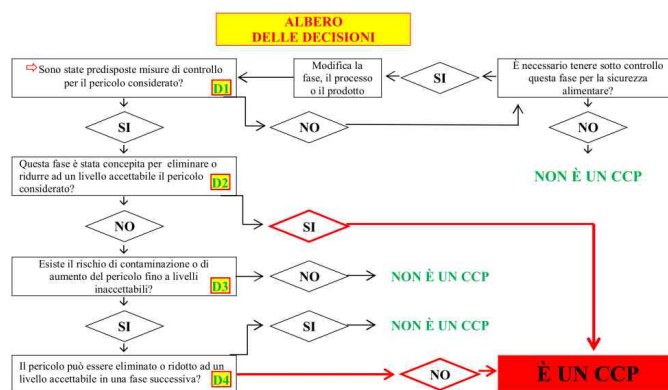 ALBERO
DELLE DECISIONI
⇨Sono state predisposte misure di controllo
per il pericolo considerato?
D1
Modifica la
fase, il processo
o il prodotto
SI
È necessario tenere sotto controllo
questa fase per la sicurezza
alimentare?
SI
NO
NO
NON È UN CCP
Questa fase è stata concepita per eliminare o
ridurre ad un livello accettabile il pericolo
considerato?
D2
NO
SI
Esiste il rischio di contaminazione o di
aumento del pericolo fino a livelli
inaccettabili?
D3
NO
NON È UN CCP
SI
SI
NON È UN CCP
Il pericolo può essere eliminato o ridotto ad un
livello accettabile in una fase successiva?
D4
NO
È UN CCP